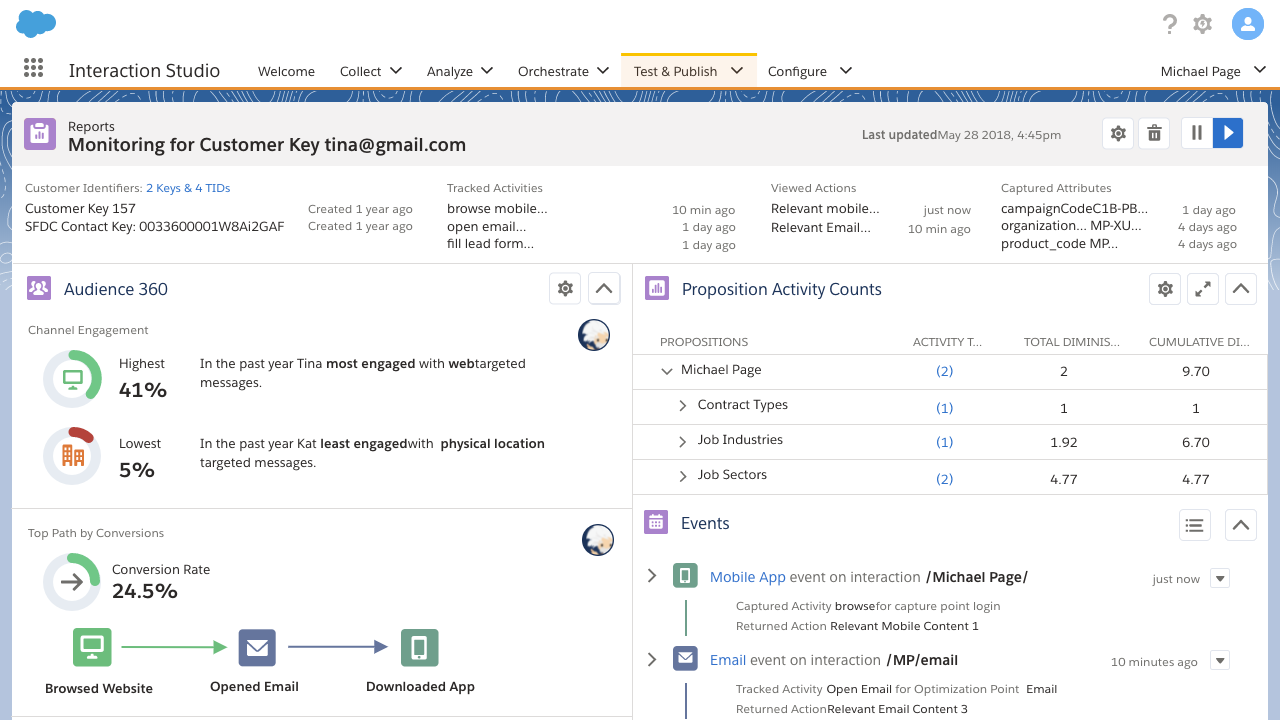 Interaction Studio Welcome Collect Analyze Orchestrate Test & Publish Configure Michael Page
Reports
Monitoring for Customer Key tina@gmail.com
Last updatedMay 28 2018, 4:45pm
Customer Identifiers: 2 Keys & 4 TIDs
Customer Key 157 Created 1 year ago
SFDC Contact Key: 0033600001W8Ai2GAF Created 1 year ago
Tracked Activities
browse mobile... 10 min ago
open email... 1 day ago
fill lead form... 1 day ago
Viewed Actions
Relevant mobile... just now
Relevant Email... 10 min ago
Captured Attributes
campaignCodeC1B-PB... 1 day ago
organization... MP-XU... 4 days ago
product_code MP... 4 days ago
Audience 360
Channel Engagement
Highest
41%
In the past year Tina most engaged with webtargeted
messages.
Lowest
5%
In the past year Kat least engagedwith physical location
targeted messages.
Top Path by Conversions
Conversion Rate
24.5%
Browsed Website Opened Email Downloaded App
Proposition Activity Counts
PROPOSITIONS ACTIVITY T... TOTAL DIMINIS... CUMULATIVE DI...
Michael Page (2) 2 9.70
Contract Types (1) 1 1
Job Industries (1) 1.92 6.70
Job Sectors (2) 4.77 4.77
Events
Mobile App event on interaction /Michael Page/ just now
Captured Activity browsefor capture point login
Returned Action Relevant Mobile Content 1
Email event on interaction /MP/email 10 minutes ago
Tracked Activity Open Email for Optimization Point Email
Returned ActionRelevant Email Content 3